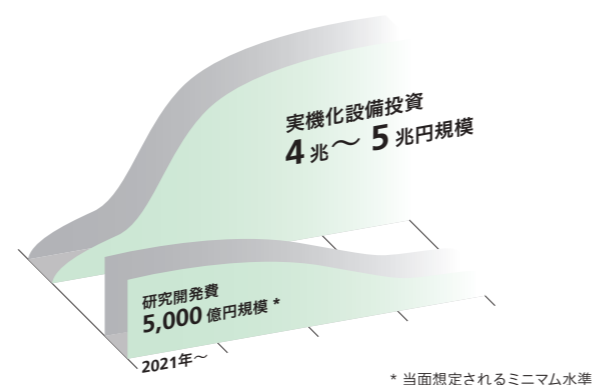 実機化設備投資
4兆～5兆円規模
研究開発費
5,000億円規模 *
2021年～
* 当面想定されるミニマム水準